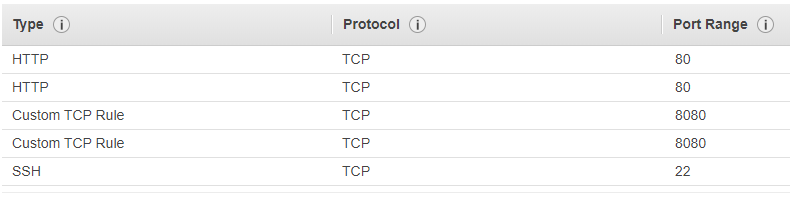 Type Protocol Port Range
HTTP TCP 80
HTTP TCP 80
Custom TCP Rule TCP 8080
Custom TCP Rule TCP 8080
SSH TCP 22